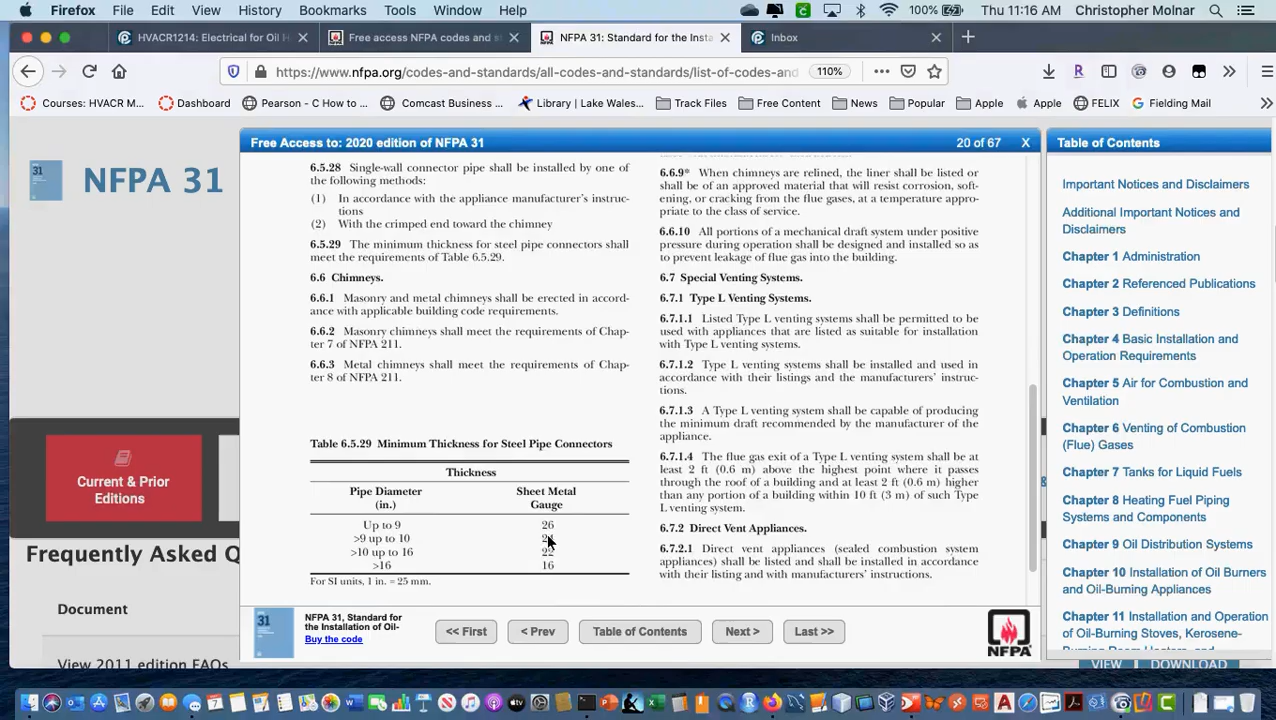 Firefox File Edit View History Bookmarks Tools Window Help 100% Thu 11:16 AM Christopher Molnar
HVACR1214: Electrical for Oil H Free access NFPA codes and st NFPA 31: Standard for the Insta Inbox
https://www.nfpa.org/codes-and-standards/all-codes-and-standards/list-of-codes-and 110%
Courses: HVACR M... Dashboard Pearson - C How to ... Comcast Business ... Library | Lake Wales... Track Files Free Content News Popular Apple Apple FELIX Fielding Mail
31
NFPA 31
Current & Prior
Editions
Frequently Asked Q
Document
View 2011 edition FAQs
Free Access to: 2020 edition of NFPA 31 20 of 67 X
6.5.28 Single-wall connector pipe shall be installed by one of
the following methods:
(1) In accordance with the appliance manufacturer's instruc-
tions
(2) With the crimped end toward the chimney
6.5.29 The minimum thickness for steel pipe connectors shall
meet the requirements of Table 6.5.29.
6.6 Chimneys.
6.6.1 Masonry and metal chimneys shall be erected in accord-
ance with applicable building code requirements.
6.6.2 Masonry chimneys shall meet the requirements of Chap-
ter 7 of NFPA 211.
6.6.3 Metal chimneys shall meet the requirements of Chap-
ter 8 of NFPA 211.
Table 6.5.29 Minimum Thickness for Steel Pipe Connectors
Thickness
Pipe Diameter Sheet Metal
(in.) Gauge
Up to 9 26
>9 up to 10
>10 up to 16 22
>16 16
For SI units, 1 in. = 25 mm.
6.6.9* When chimneys are relined, the liner shall be listed or
shall be of an approved material that will resist corrosion, soft-
ening, or cracking from the flue gases, at a temperature appro-
priate to the class of service.
6.6.10 All portions of a mechanical draft system under positive
pressure during operation shall be designed and installed so as
to prevent leakage of flue gas into the building.
6.7 Special Venting Systems.
6.7.1 Type L Venting Systems.
6.7.1.1 Listed Type L venting systems shall be permitted to be
used with appliances that are listed as suitable for installation
with Type L venting systems.
6.7.1.2 Type L venting systems shall be installed and used in
accordance with their listings and the manufacturers' instruc-
tions.
6.7.1.3 A Type L venting system shall be capable of producing
the minimum draft recommended by the manufacturer of the
appliance.
6.7.1.4 The flue gas exit of a Type L venting system shall be at
least 2 ft (0.6 m) above the highest point where it passes
through the roof of a building and at least 2 ft (0.6 m) higher
than any portion of a building within 10 ft (3 m) of such Type
L venting system.
6.7.2 Direct Vent Appliances.
6.7.2.1 Direct vent appliances (sealed combustion system
appliances) shall be listed and shall be installed in accordance
with their listing and with manufacturers' instructions.
31
NFPA 31, Standard for
the Installation of Oil-
Buy the code
<< First < Prev Table of Contents Next > Last >>
NFPA
Table of Contents
Important Notices and Disclaimers
Additional Important Notices and
Disclaimers
Chapter 1 Administration
Chapter 2 Referenced Publications
Chapter 3 Definitions
Chapter 4 Basic Installation and
Operation Requirements
Chapter 5 Air for Combustion and
Ventilation
Chapter 6 Venting of Combustion
(Flue) Gases
Chapter 7 Tanks for Liquid Fuels
Chapter 8 Heating Fuel Piping
Systems and Components
Chapter 9 Oil Distribution Systems
Chapter 10 Installation of Oil Burners
and Oil-Burning Appliances
Chapter 11 Installation and Operation
of Oil-Burning Stoves, Kerosene-
VIEW DOWNLOAD